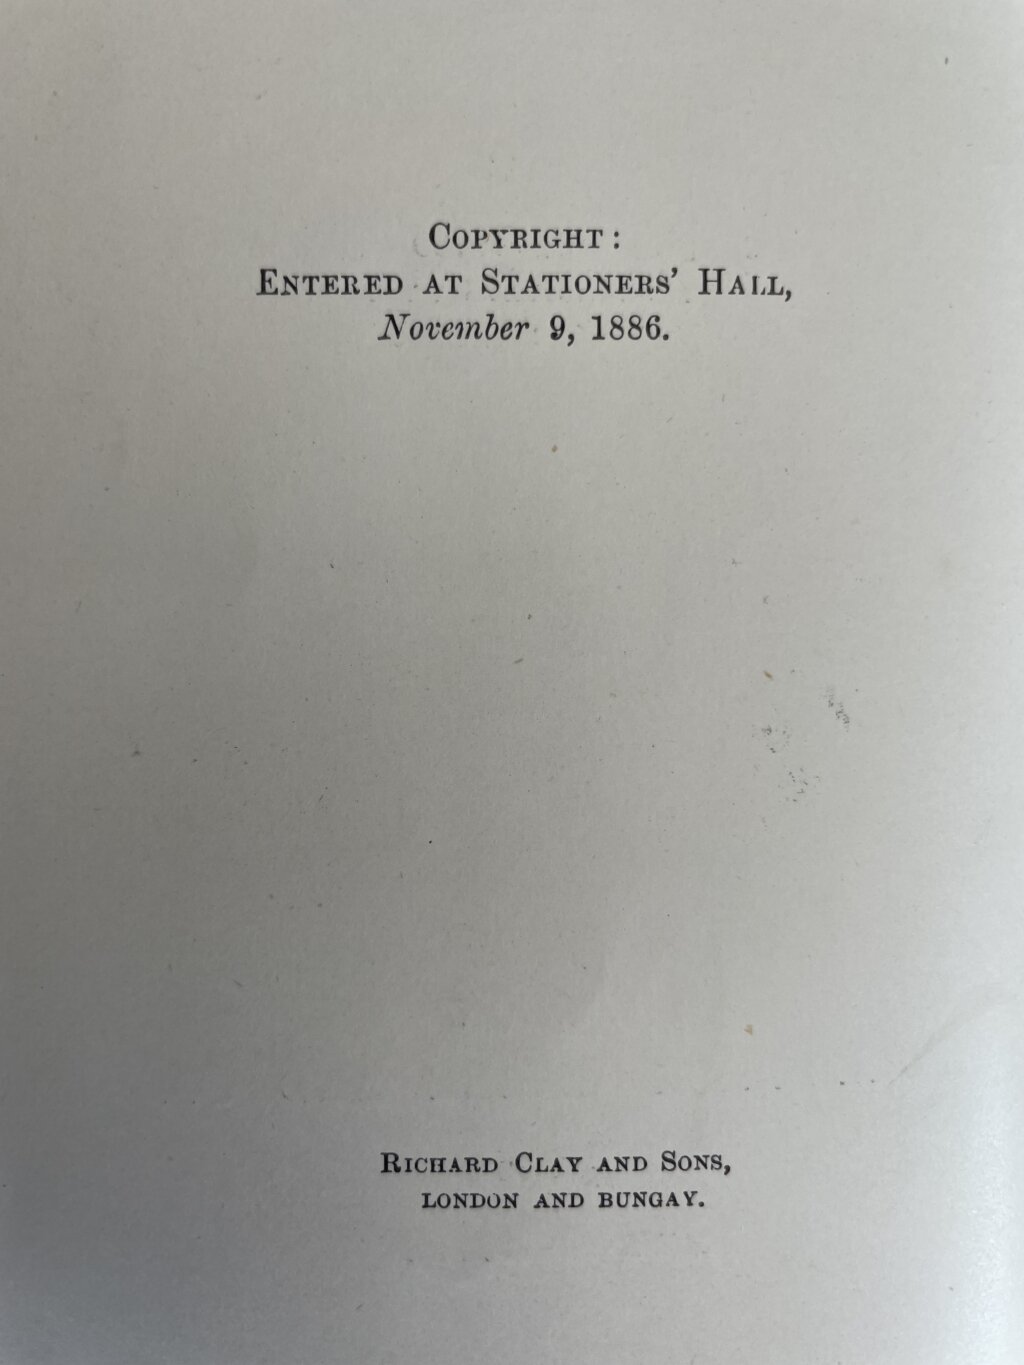 COPYRIGHT:
ENTERED AT STATIONERS' HALL,
November 9, 1886.
RICHARD CLAY AND SONS,
LONDON AND BUNGAY.